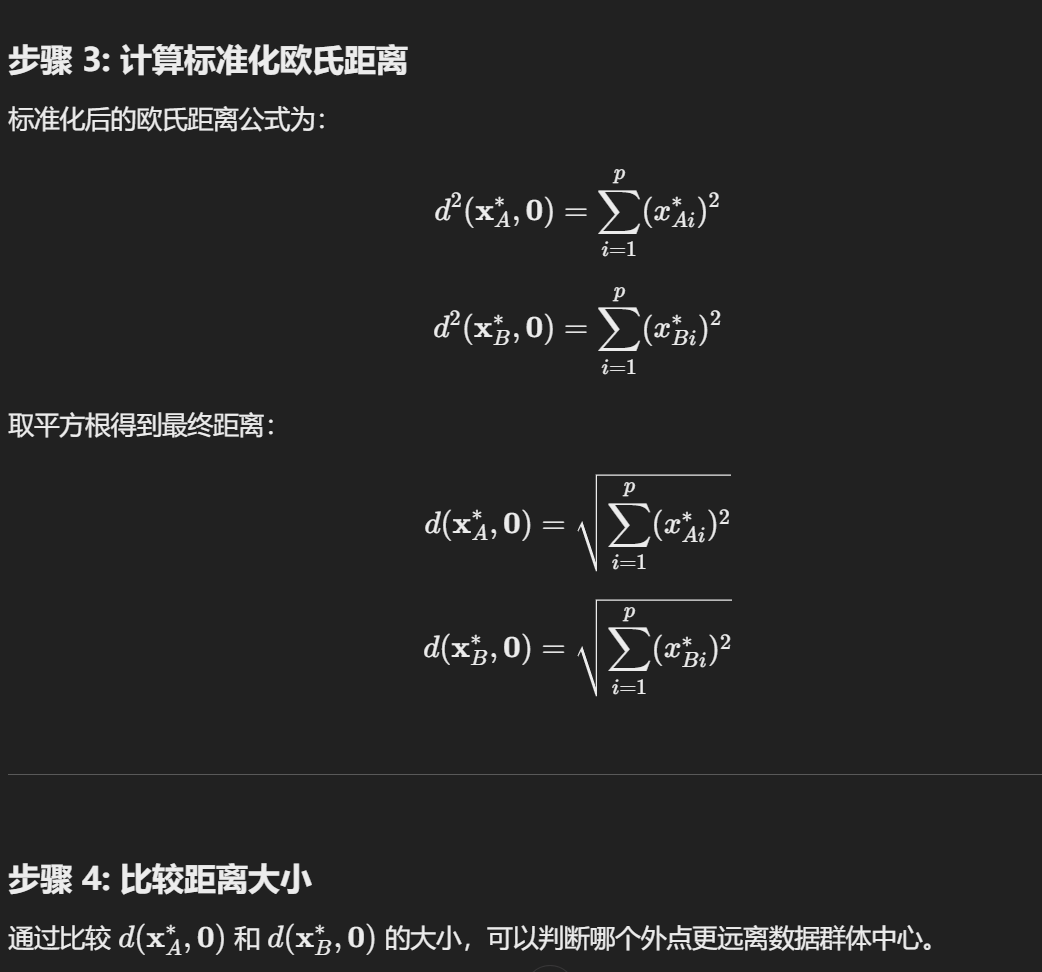 步骤 3: 计算标准化欧氏距离
标准化后的欧氏距离公式为：
$d^2(\mathbf{x}_A^*, \mathbf{0}) = \sum_{i=1}^{p} (x_{Ai}^*)^2$
$d^2(\mathbf{x}_B^*, \mathbf{0}) = \sum_{i=1}^{p} (x_{Bi}^*)^2$
取平方根得到最终距离：
$d(\mathbf{x}_A^*, \mathbf{0}) = \sqrt{\sum_{i=1}^{p} (x_{Ai}^*)^2}$
$d(\mathbf{x}_B^*, \mathbf{0}) = \sqrt{\sum_{i=1}^{p} (x_{Bi}^*)^2}$
步骤 4: 比较距离大小
通过比较 $d(\mathbf{x}_A^*, \mathbf{0})$ 和 $d(\mathbf{x}_B^*, \mathbf{0})$ 的大小，可以判断哪个外点更远离数据群体中心。